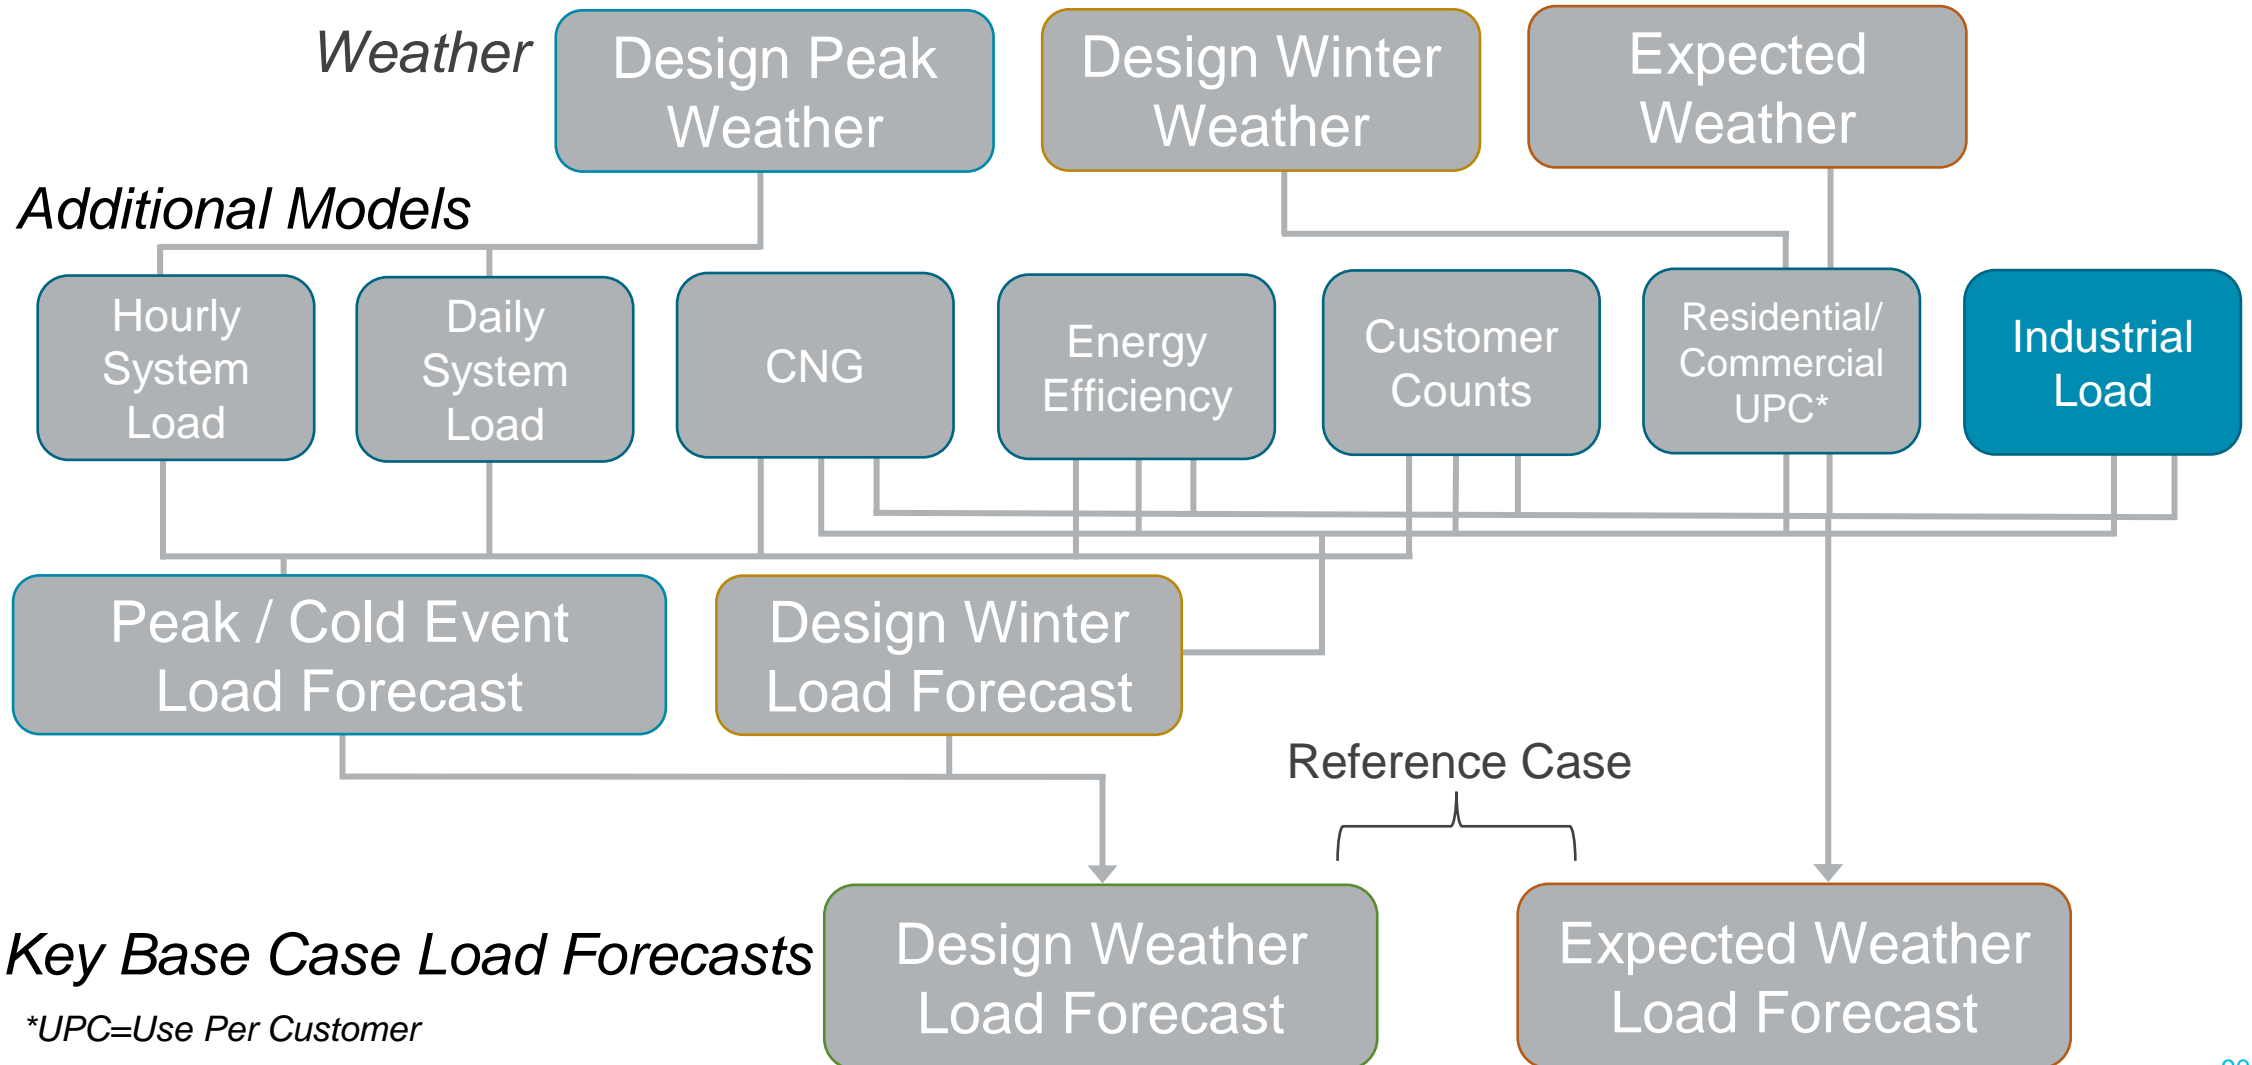 Weather
Design Peak
Weather
Design Winter
Weather
Expected
Weather
Additional Models
Hourly
System
Load
Daily
System
Load
CNG
Energy
Efficiency
Customer
Counts
Residential/
Commercial
UPC*
Industrial
Load
Peak / Cold Event
Load Forecast
Design Winter
Load Forecast
Reference Case
Key Base Case Load Forecasts
Design Weather
Load Forecast
Expected Weather
Load Forecast
*UPC=Use Per Customer